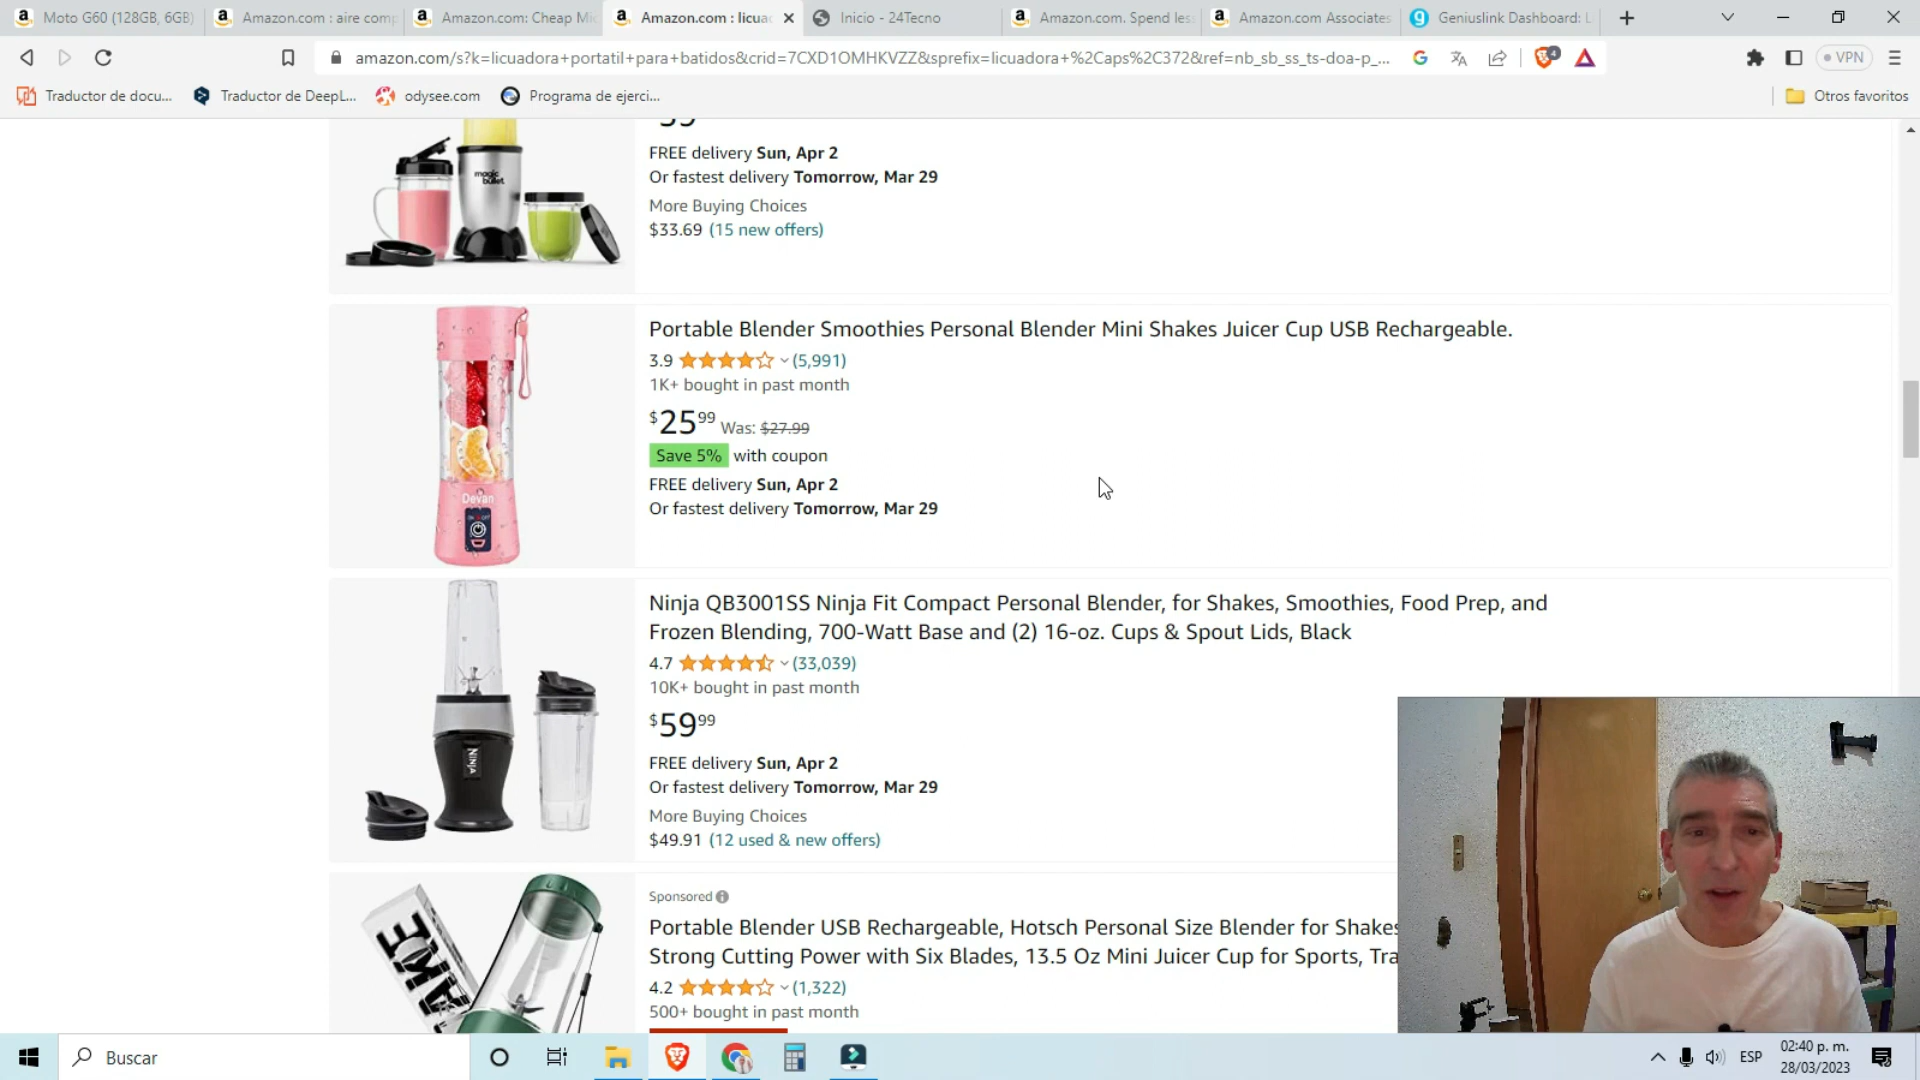 Moto G60 (128GB, 6GB)
Amazon.com : aire comp
Amazon.com: Cheap Mi
Amazon.com : licua
Inicio - 24Tecno
Amazon.com. Spend les
Amazon.com Associates
Geniuslink Dashboard: L
amazon.com/s?k=licuadora+portatil+para+batidos&crid=7CXD1OMHKVZZ&sprefix=licuadora+%2Caps%2C372&ref=nb_sb_ss_ts-doa-p_...
4
VPN
Traductor de docu...
Traductor de DeepL...
odysee.com
Programa de ejerci...
Otros favoritos
magic bullet
FREE delivery Sun, Apr 2
Or fastest delivery Tomorrow, Mar 29
More Buying Choices
$33.69 (15 new offers)
Devan
Portable Blender Smoothies Personal Blender Mini Shakes Juicer Cup USB Rechargeable.
3.9 (5,991)
1K+ bought in past month
$25.99 Was: $27.99
Save 5% with coupon
FREE delivery Sun, Apr 2
Or fastest delivery Tomorrow, Mar 29
NINJA
Ninja QB3001SS Ninja Fit Compact Personal Blender, for Shakes, Smoothies, Food Prep, and
Frozen Blending, 700-Watt Base and (2) 16-oz. Cups & Spout Lids, Black
4.7 (33,039)
10K+ bought in past month
$59.99
FREE delivery Sun, Apr 2
Or fastest delivery Tomorrow, Mar 29
More Buying Choices
$49.91 (12 used & new offers)
Sponsored
Portable Blender USB Rechargeable, Hotsch Personal Size Blender for Shakes
Strong Cutting Power with Six Blades, 13.5 Oz Mini Juicer Cup for Sports, Tra
4.2 (1,322)
500+ bought in past month
Buscar
ESP
02:40 p. m.
28/03/2023